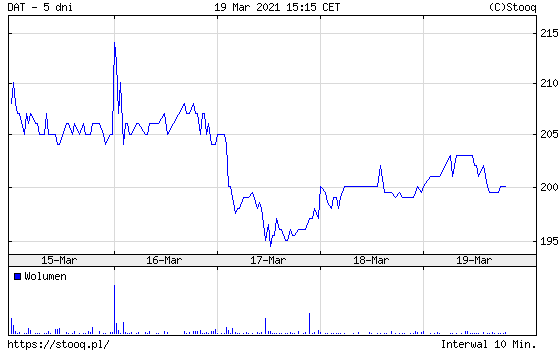 DAT - 5 dni 19 Mar 2021 15:15 CET (C)Stooq
215
210
205
200
195
15-Mar 16-Mar 17-Mar 18-Mar 19-Mar
Wolumen
https://stooq.pl/ Interwal 10 Min.